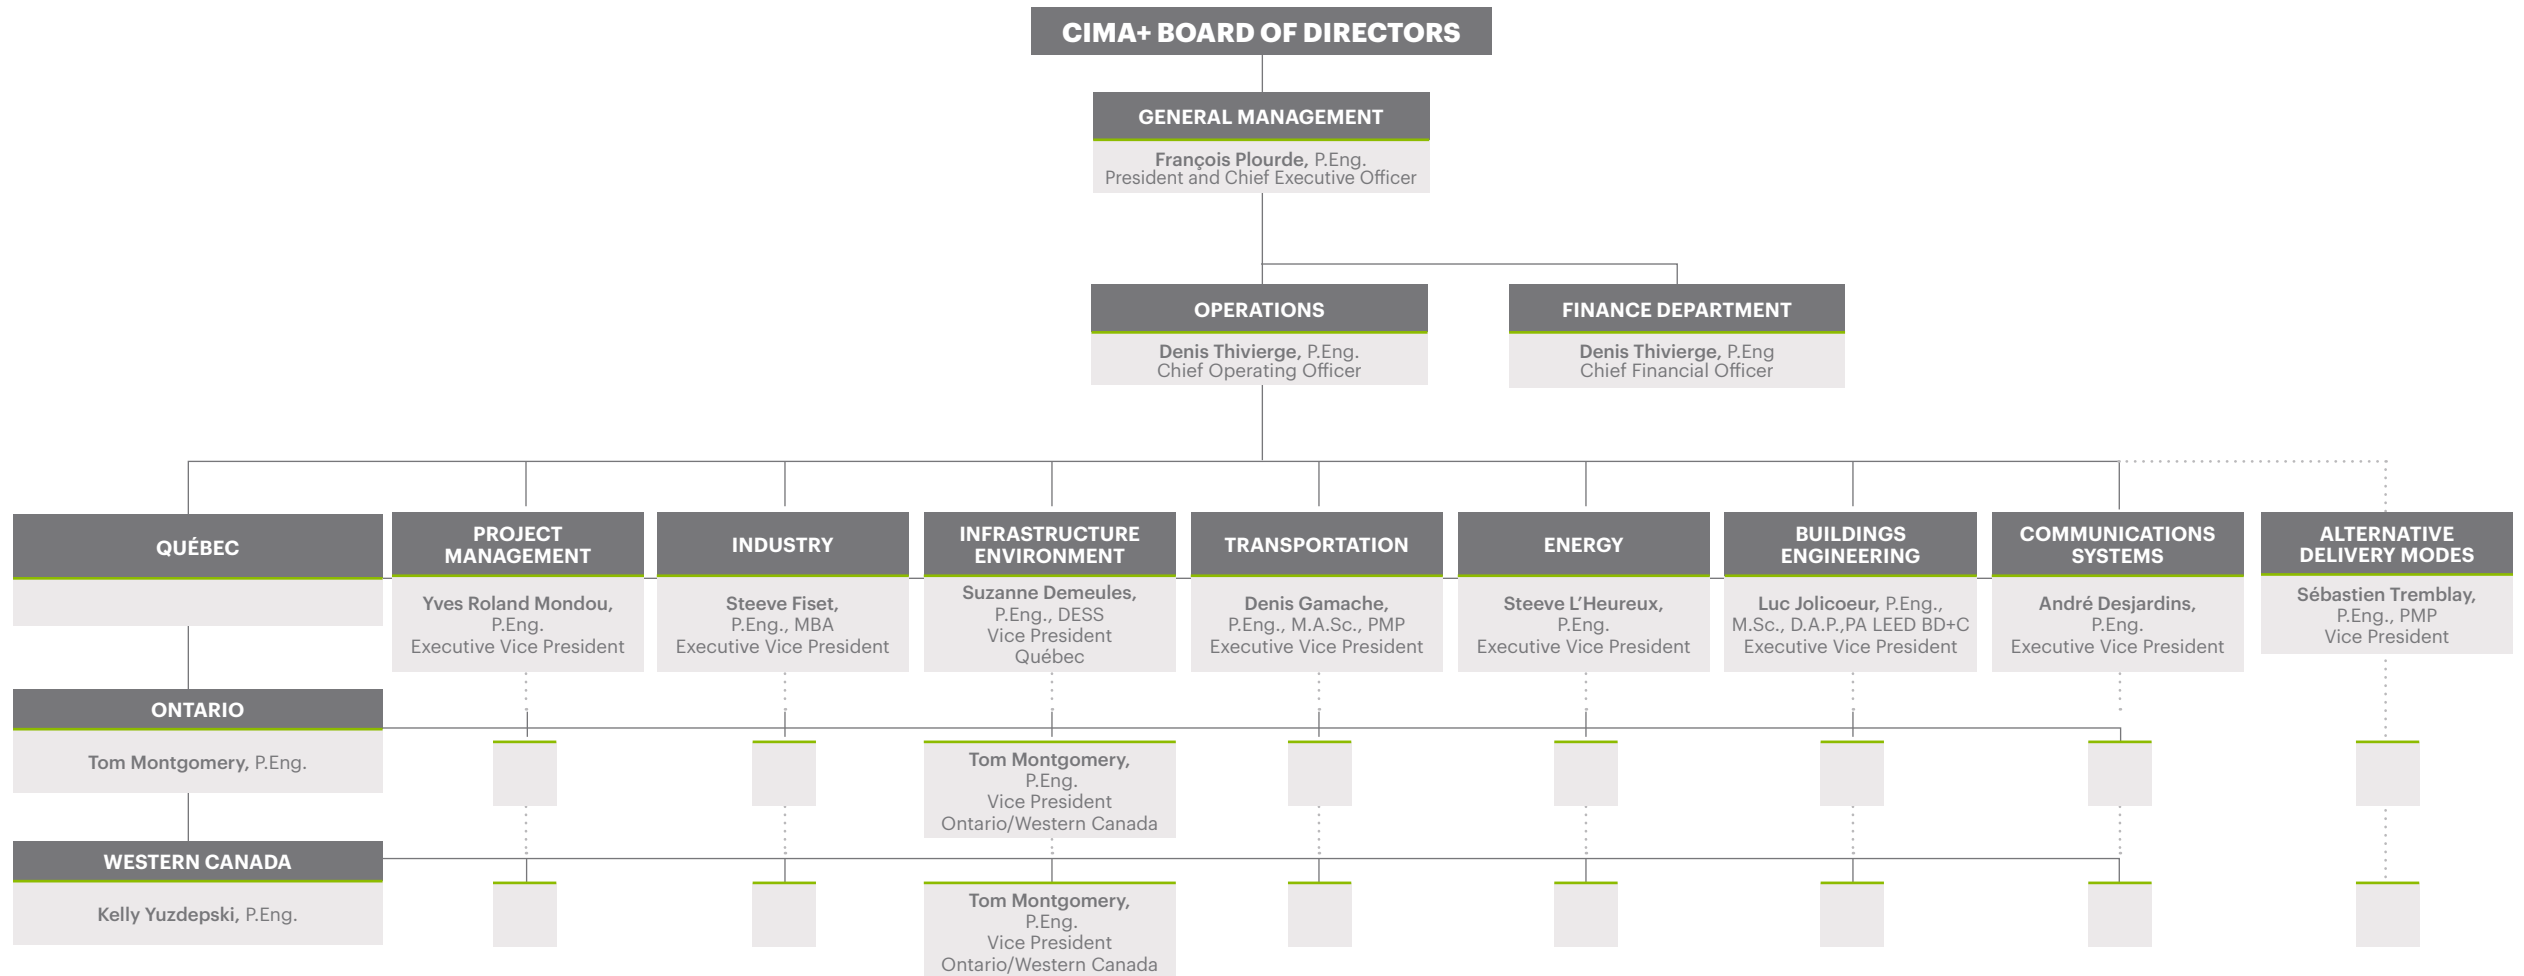 CIMA+ BOARD OF DIRECTORS
GENERAL MANAGEMENT
François Plourde, P.Eng.
President and Chief Executive Officer
OPERATIONS
Denis Thivierge, P.Eng.
Chief Operating Officer
FINANCE DEPARTMENT
Denis Thivierge, P.Eng
Chief Financial Officer
QUÉBEC
PROJECT
MANAGEMENT
Yves Roland Mondou,
P.Eng.
Executive Vice President
INDUSTRY
Steeve Fiset,
P.Eng., MBA
Executive Vice President
INFRASTRUCTURE
ENVIRONMENT
Suzanne Demeules,
P.Eng., DESS
Vice President
Québec
TRANSPORTATION
Denis Gamache,
P.Eng., M.A.Sc., PMP
Executive Vice President
ENERGY
Steeve L'Heureux,
P.Eng.
Executive Vice President
BUILDINGS
ENGINEERING
Luc Jolicoeur, P.Eng.,
M.Sc., D.A.P.,PA LEED BD+C
Executive Vice President
COMMUNICATIONS
SYSTEMS
André Desjardins,
P.Eng.
Executive Vice President
ALTERNATIVE
DELIVERY MODES
Sébastien Tremblay,
P.Eng., PMP
Vice President
ONTARIO
Tom Montgomery, P.Eng.
Tom Montgomery,
P.Eng.
Vice President
Ontario/Western Canada
WESTERN CANADA
Kelly Yuzdepski, P.Eng.
Tom Montgomery,
P.Eng.
Vice President
Ontario/Western Canada